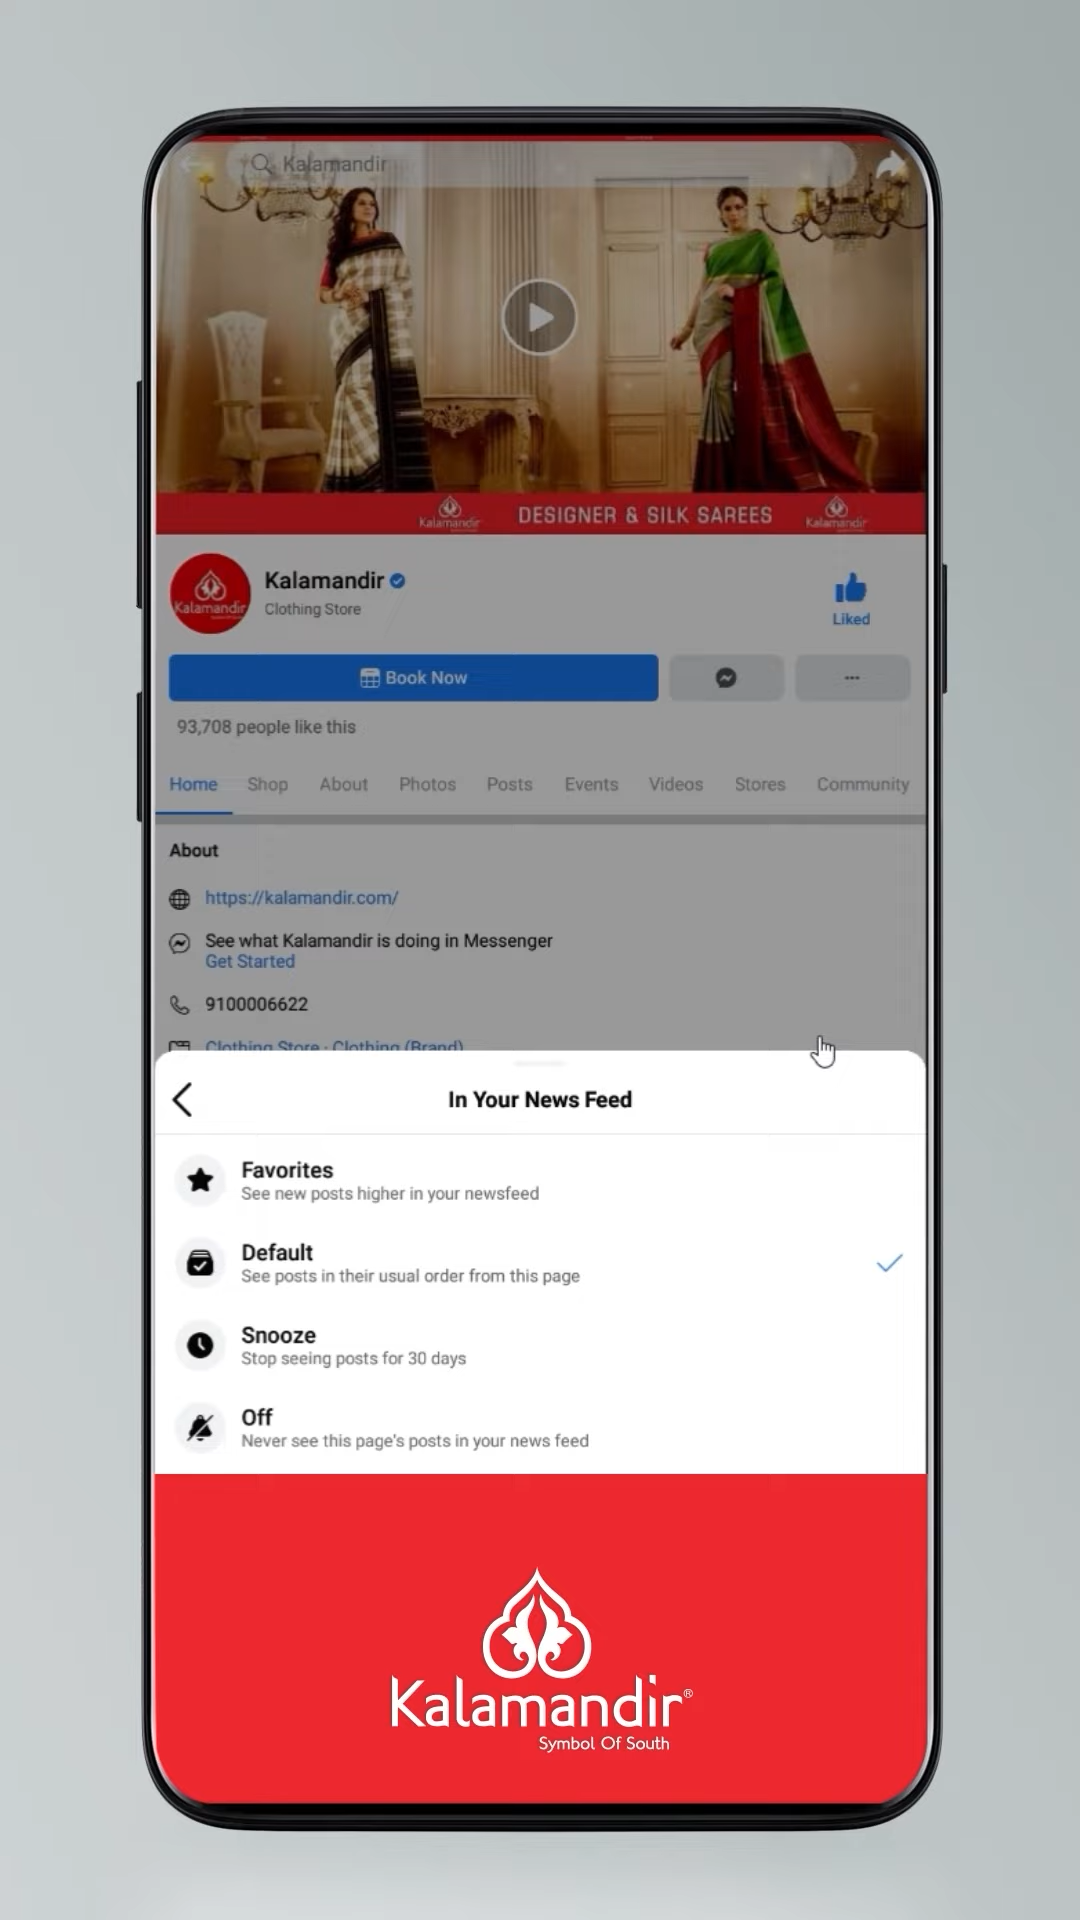 Kalamandir
Kalamandir DESIGNER & SILK SAREES Kalamandir
Kalamandir
Kalamandir
Clothing Store
Liked
Book Now
93,708 people like this
Home Shop About Photos Posts Events Videos Stores Community
About
https://kalamandir.com/
See what Kalamandir is doing in Messenger
Get Started
9100006622
Clothing Store · Clothing (Brand)
In Your News Feed
Favorites
See new posts higher in your newsfeed
Default
See posts in their usual order from this page
Snooze
Stop seeing posts for 30 days
Off
Never see this page's posts in your news feed
Kalamandir®
Symbol Of South